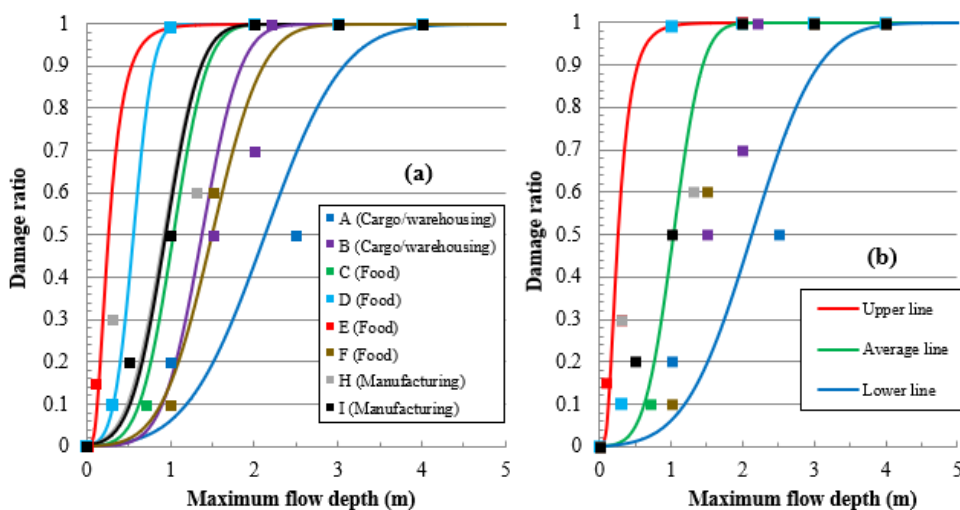 1
0.9
0.8
0.7
0.6
0.5
0.4
0.3
0.2
0.1
0
Damage ratio
(a)
A (Cargo/warehousing)
B (Cargo/warehousing)
C (Food)
D (Food)
E (Food)
F (Food)
H (Manufacturing)
I (Manufacturing)
0 1 2 3 4 5
Maximum flow depth (m)
1
0.9
0.8
0.7
0.6
0.5
0.4
0.3
0.2
0.1
0
Damage ratio
(b)
Upper line
Average line
Lower line
0 1 2 3 4 5
Maximum flow depth (m)